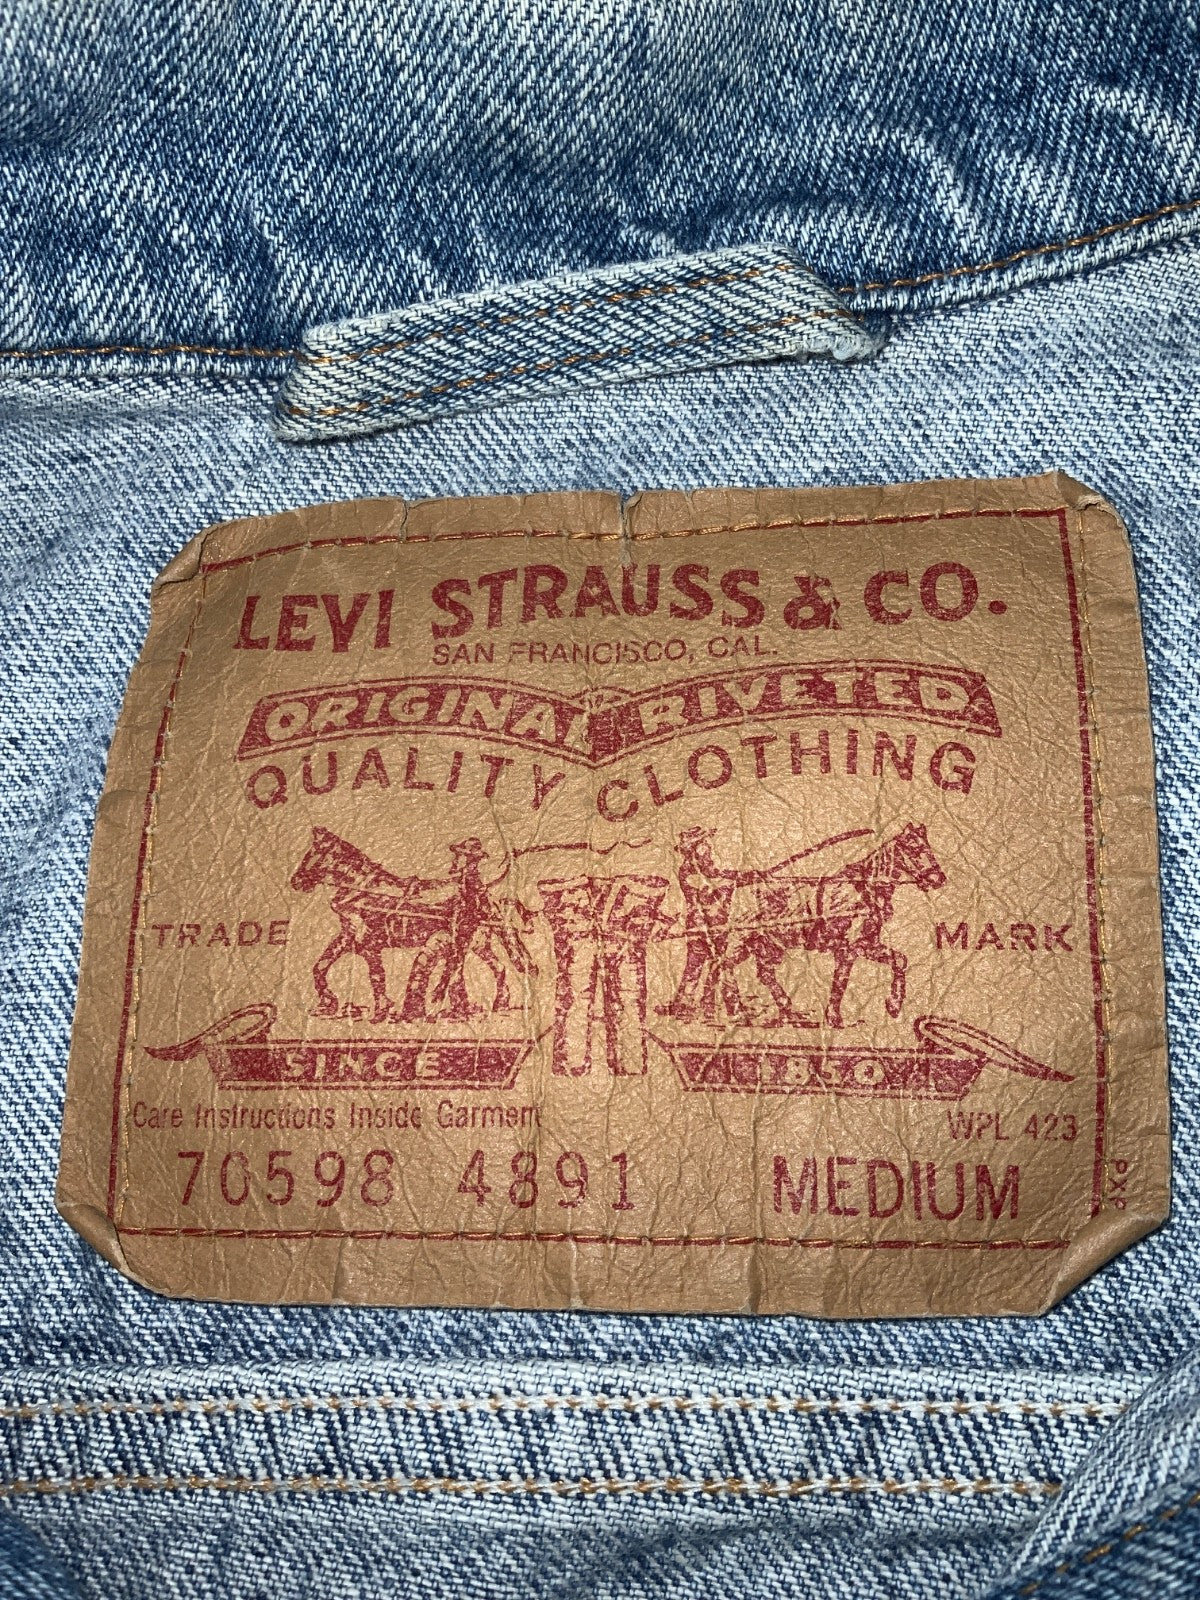 LEVI STRAUSS & CO.
SAN FRANCISCO, CAL.
ORIGINAL RIVETED
QUALITY CLOTHING
TRADE MARK
SINCE 1850
Care Instructions Inside Garment WPL 423
70598 4891 MEDIUM